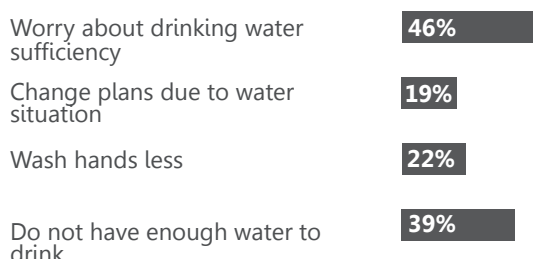 Worry about drinking water
sufficiency
46%
Change plans due to water
situation
19%
Wash hands less
22%
Do not have enough water to
drink
39%